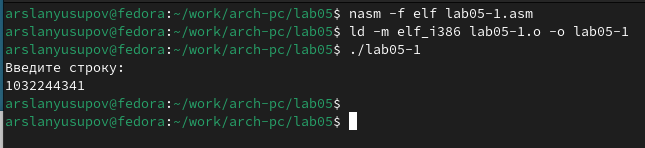 arslanyusupov@fedora:~/work/arch-pc/lab05$ nasm -f elf lab05-1.asm
arslanyusupov@fedora:~/work/arch-pc/lab05$ ld -m elf_i386 lab05-1.o -o lab05-1
arslanyusupov@fedora:~/work/arch-pc/lab05$ ./lab05-1
Введите строку:
1032244341
arslanyusupov@fedora:~/work/arch-pc/lab05$
arslanyusupov@fedora:~/work/arch-pc/lab05$